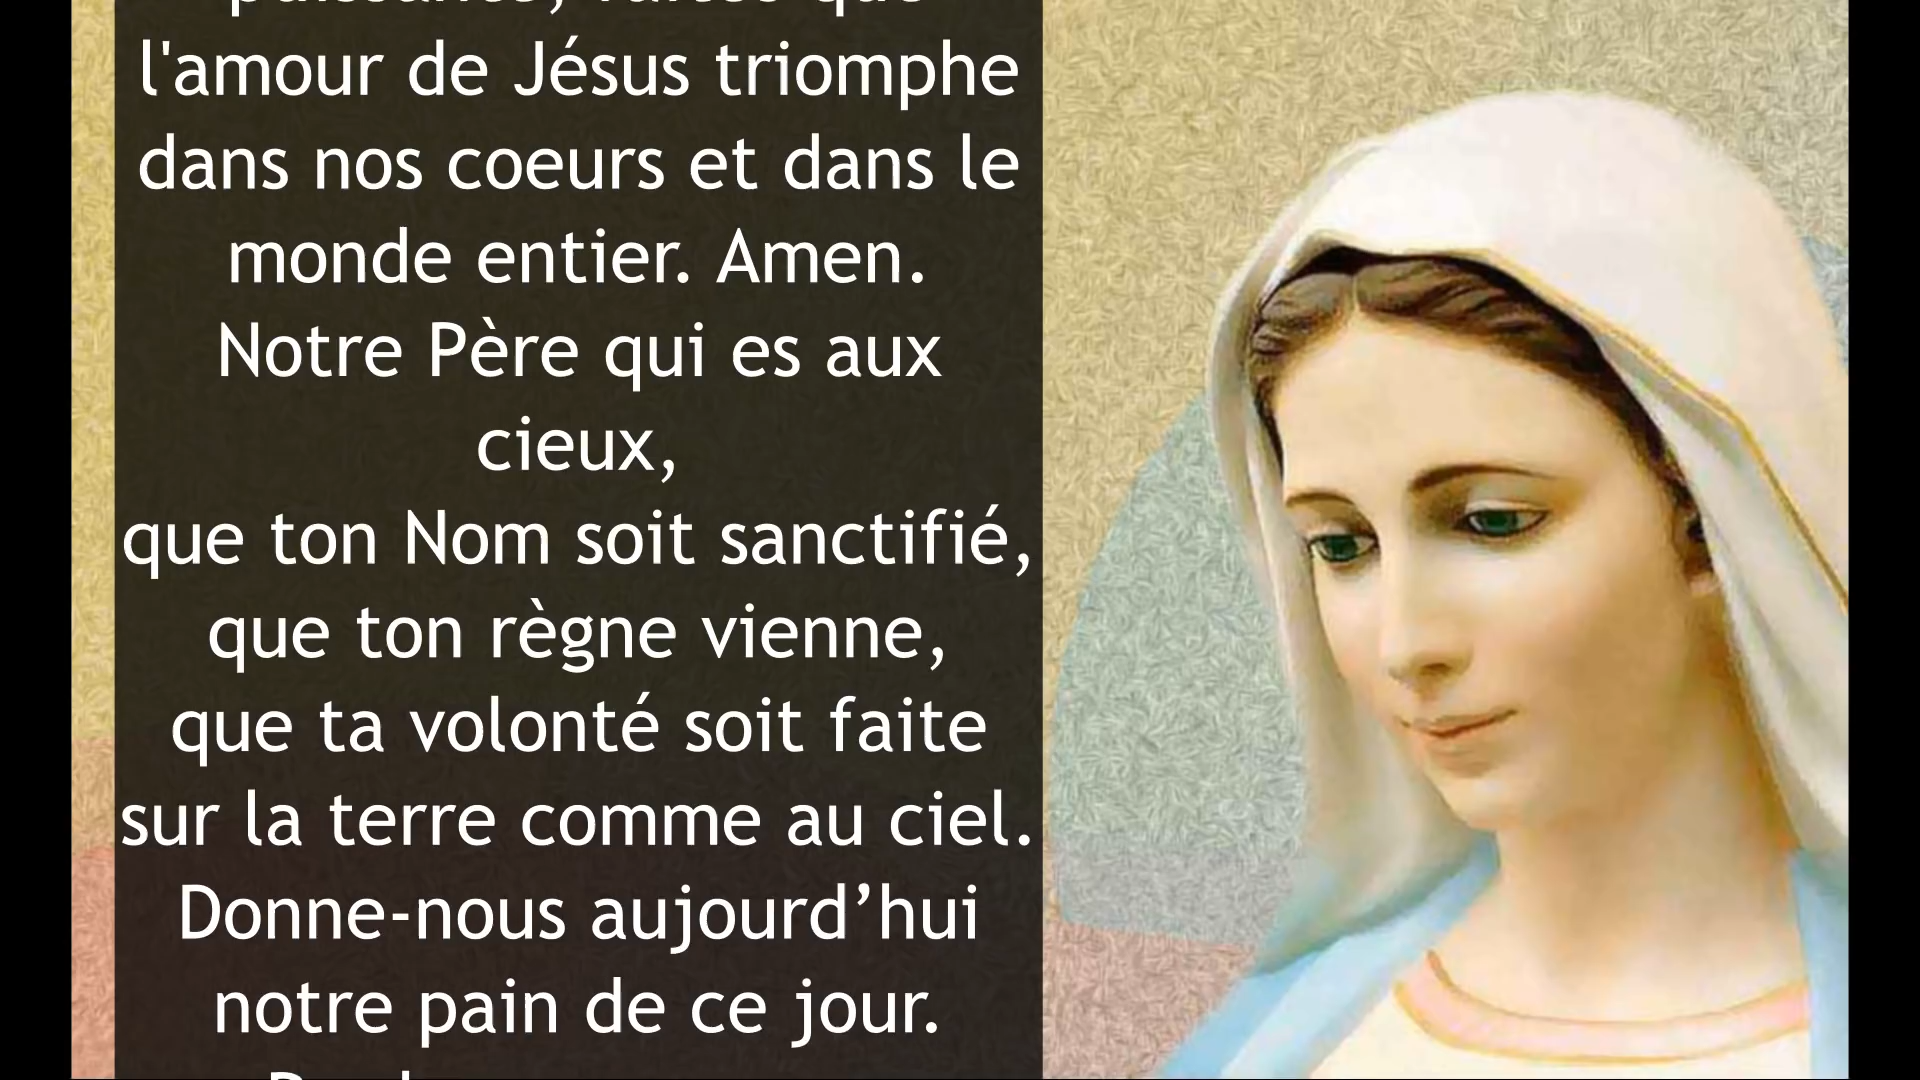 l'amour de Jésus triomphe
dans nos coeurs et dans le
monde entier. Amen.
Notre Père qui es aux
cieux,
que ton Nom soit sanctifié,
que ton règne vienne,
que ta volonté soit faite
sur la terre comme au ciel.
Donne-nous aujourd’hui
notre pain de ce jour.